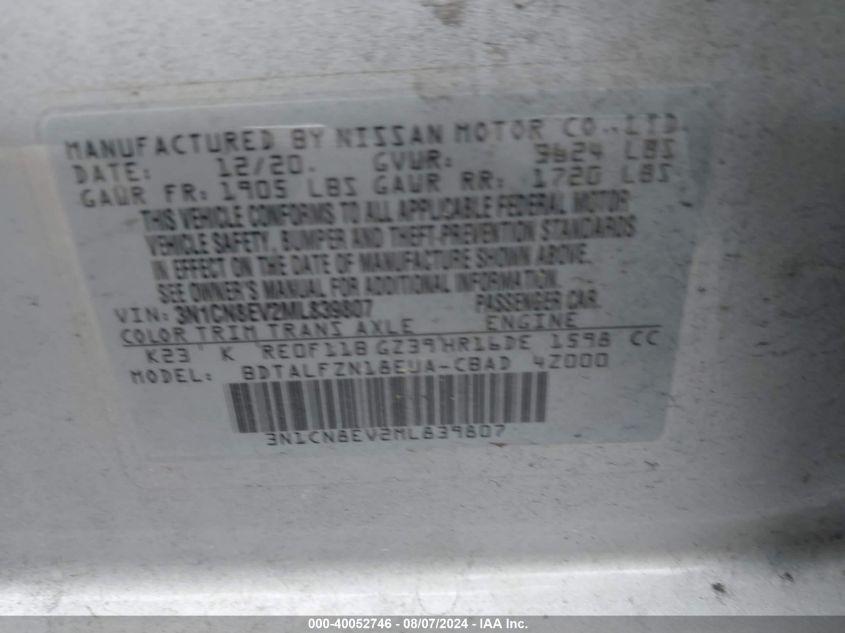 MANUFACTURED BY NISSAN MOTOR CO., LTD.
DATE: 12/20. GVWR: 3624 LBS
GAWR FR: 1905 LBS GAWR RR: 1720 LBS
THIS VEHICLE CONFORMS TO ALL APPLICABLE FEDERAL MOTOR
VEHICLE SAFETY, BUMPER AND THEFT-PREVENTION STANDARDS
IN EFFECT ON THE DATE OF MANUFACTURE SHOWN ABOVE.
SEE OWNER'S MANUAL FOR ADDITIONAL INFORMATION.
VIN: 3N1CN8EV2ML839807 PASSENGER CAR.
COLOR TRIM TRANS AXLE ENGINE
K23 K RE0F11B GZ39 HR16DE 1598 CC
MODEL: BDTALFZN18EUA-CBAD 4Z000
3N1CN8EV2ML839807
000-40052746 - 08/07/2024 - IAA Inc.